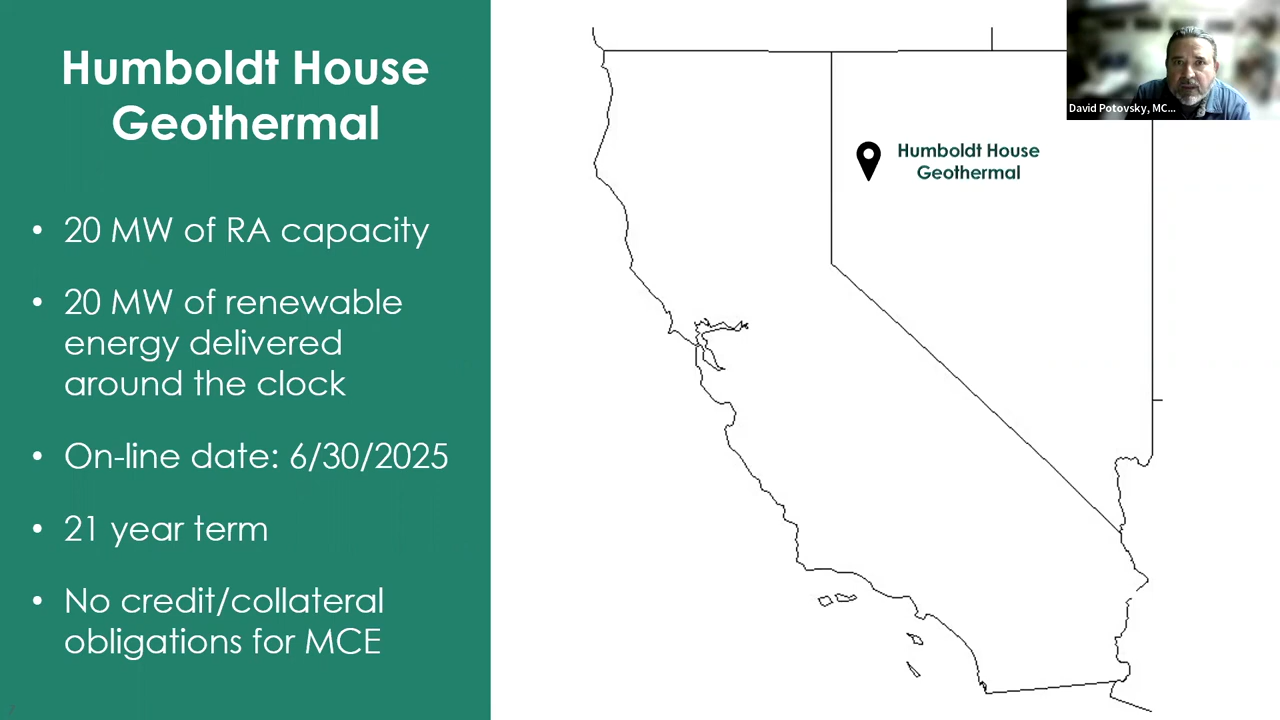 Humboldt House
Geothermal
• 20 MW of RA capacity
• 20 MW of renewable
energy delivered
around the clock
• On-line date: 6/30/2025
• 21 year term
• No credit/collateral
obligations for MCE
Humboldt House
Geothermal
David Potovsky, MC...